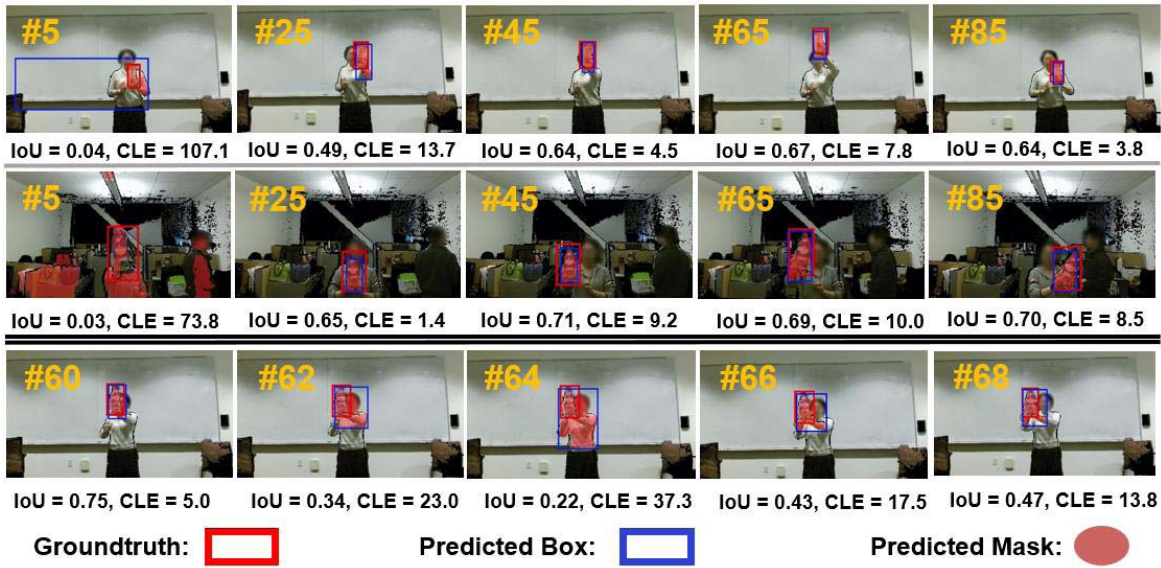 #5 #25 #45 #65 #85
IoU = 0.04, CLE = 107.1 IoU = 0.49, CLE = 13.7 IoU = 0.64, CLE = 4.5 IoU = 0.67, CLE = 7.8 IoU = 0.64, CLE = 3.8
#5 #25 #45 #65 #85
IoU = 0.03, CLE = 73.8 IoU = 0.65, CLE = 1.4 IoU = 0.71, CLE = 9.2 IoU = 0.69, CLE = 10.0 IoU = 0.70, CLE = 8.5
#60 #62 #64 #66 #68
IoU = 0.75, CLE = 5.0 IoU = 0.34, CLE = 23.0 IoU = 0.22, CLE = 37.3 IoU = 0.43, CLE = 17.5 IoU = 0.47, CLE = 13.8
Groundtruth: Predicted Box: Predicted Mask: